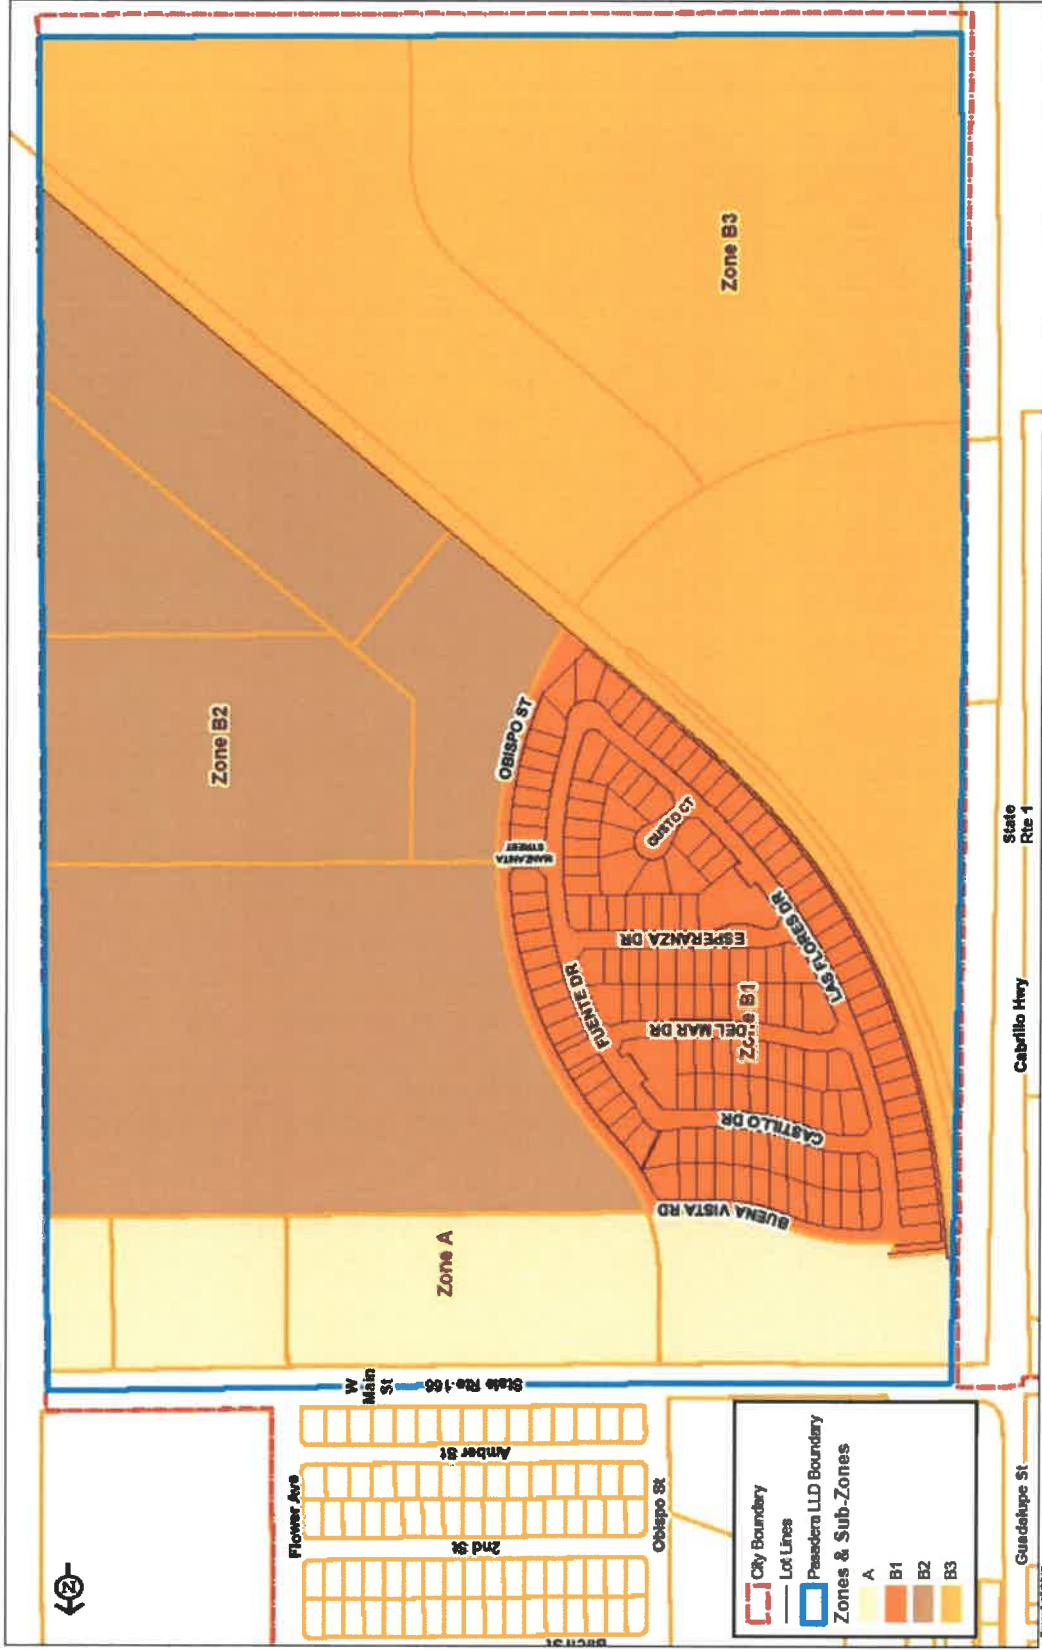 Zone B3
Zone B2
OBISPO ST
MANZANITA
STREET
GUSTO CT
ESPERANZA DR
LAS FLORES DR
FUENTE DR
DEL MAR DR
Zone B1
CASTILLO DR
BUENA VISTA RD
Zone A
State
Rte 1
Cabrillo Hwy
W
Main
St
State Rte 166
Amber St
Flower Ave
2nd St
Obispo St
Birch St
Guadalupe St
City Boundary
Lot Lines
Pasadera LLD Boundary
Zones & Sub-Zones
A
B1
B2
B3
N